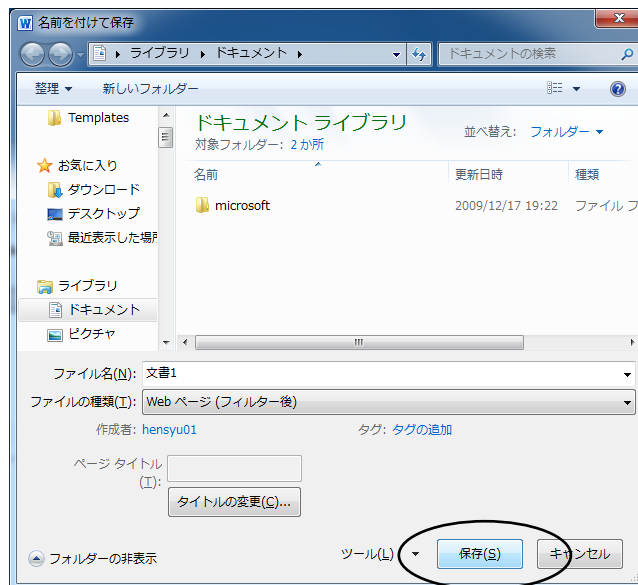 名前を付けて保存
ライブラリ ドキュメント
ドキュメントの検索
整理 新しいフォルダー
Templates
お気に入り
ダウンロード
デスクトップ
最近表示した場所
ライブラリ
ドキュメント
ピクチャ
ドキュメント ライブラリ
対象フォルダー: 2 か所
並べ替え: フォルダー
名前 更新日時 種類
microsoft 2009/12/17 19:22 ファイル フ
ファイル名(N): 文書1
ファイルの種類(T): Web ページ (フィルター後)
作成者: hensyu01 タグ: タグの追加
ページ タイトル
(T):
タイトルの変更(C)...
フォルダーの非表示
ツール(L) 保存(S) キャンセル